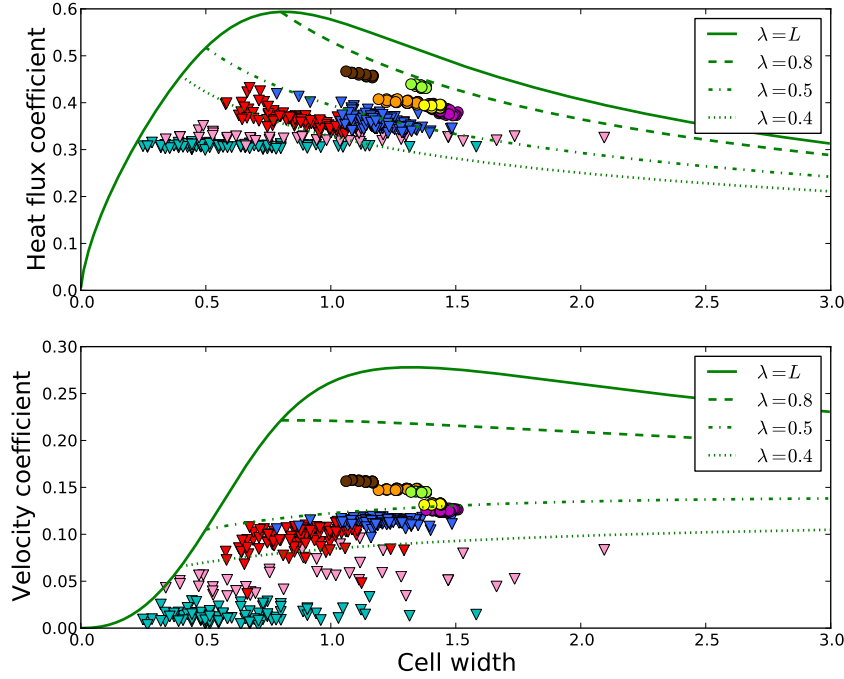 0.6
0.5
0.4
0.3
0.2
0.1
0.0
Heat flux coefficient
λ=L
λ=0.8
λ=0.5
λ=0.4
0.0 0.5 1.0 1.5 2.0 2.5 3.0
0.30
0.25
0.20
0.15
0.10
0.05
0.00
Velocity coefficient
λ=L
λ=0.8
λ=0.5
λ=0.4
0.0 0.5 1.0 1.5 2.0 2.5 3.0
Cell width